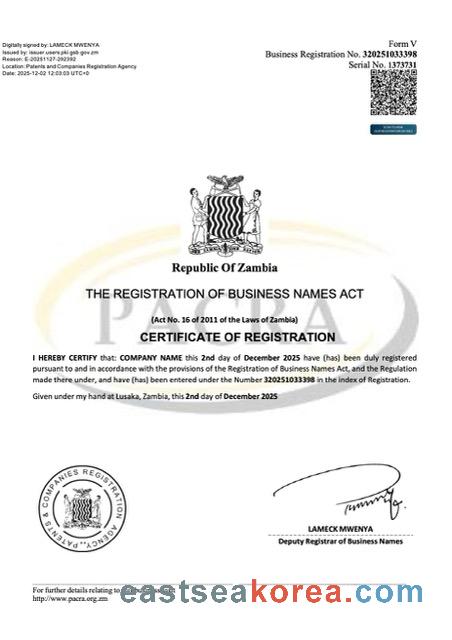 Digitally signed by: LAMECK MWENYA
Issued by: issuer.users.pki.gsb.gov.zm
Reason: E-20251127-292392
Location: Patents and Companies Registration Agency
Date: 2025-12-02 12:03:03 UTC+0
Form V
Business Registration No. 320251033398
Serial No. 1373731
Republic Of Zambia
PACRA
THE REGISTRATION OF BUSINESS NAMES ACT
(Act No. 16 of 2011 of the Laws of Zambia)
CERTIFICATE OF REGISTRATION
I HEREBY CERTIFY that: COMPANY NAME this 2nd day of December 2025 have (has) been duly registered
pursuant to and in accordance with the provisions of the Registration of Business Names Act, and the Regulation
made there under, and have (has) been entered under the Number 320251033398 in the index of Registration.
Given under my hand at Lusaka, Zambia, this 2nd day of December 2025
PATENTS & COMPANIES REGISTRATION AGENCY
LAMECK MWENYA
Deputy Registrar of Business Names
For further details relating to
http://www.pacra.org.zm
eastseakorea.com